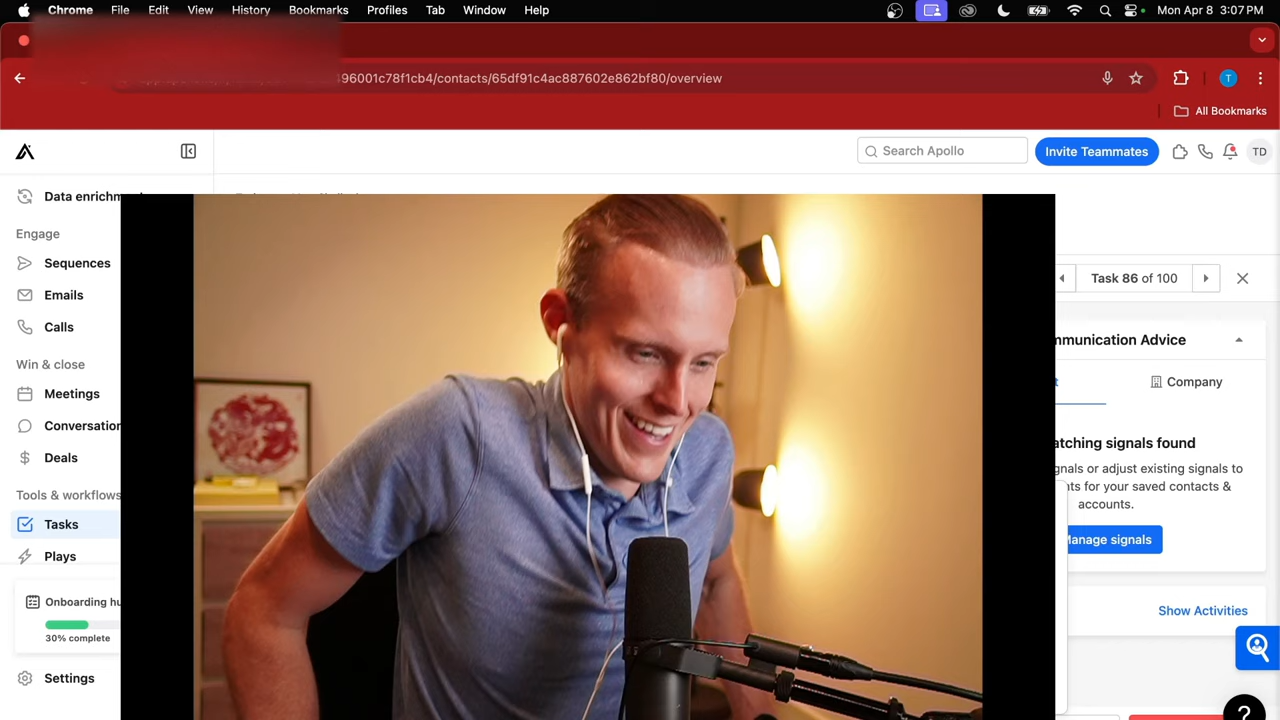 Chrome File Edit View History Bookmarks Profiles Tab Window Help Mon Apr 8 3:07 PM
496001c78f1cb4/contacts/65df91c4ac887602e862bf80/overview
All Bookmarks
Search Apollo
Invite Teammates
TD
Data enrichm
Engage
Sequences
Emails
Calls
Win & close
Meetings
Conversation
Deals
Tools & workflows
Tasks
Plays
Onboarding hu
30% complete
Settings
Task 86 of 100
mmunication Advice
t Company
atching signals found
gnals or adjust existing signals to
nts for your saved contacts &
accounts.
Manage signals
Show Activities
?